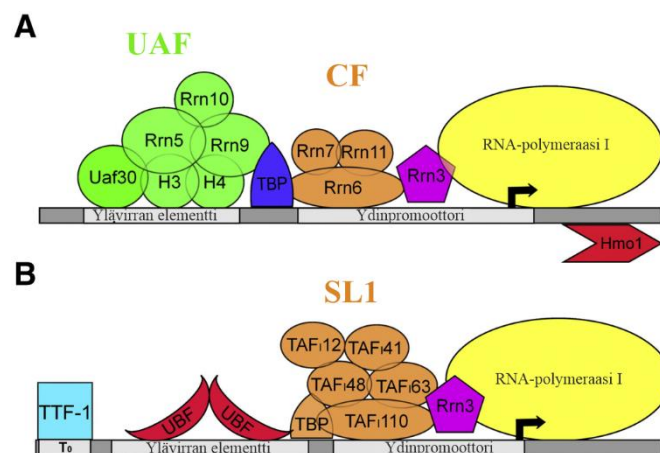 A
UAF
CF
Rrn10
Rrn5
Rrn9
Rrn7
Rrn11
RNA-polymeraasi I
Uaf30
H3
H4
TBP
Rrn6
Rrn3
Ylävirran elementti
Ydinpromoottori
Hmo1
B
SL1
TAFI12
TAFI41
TTF-1
UBF
UBF
TAFI48
TAFI63
RNA-polymeraasi I
TBP
TAFI110
Rrn3
T₀
Ylävirran elementti
Ydinpromoottori